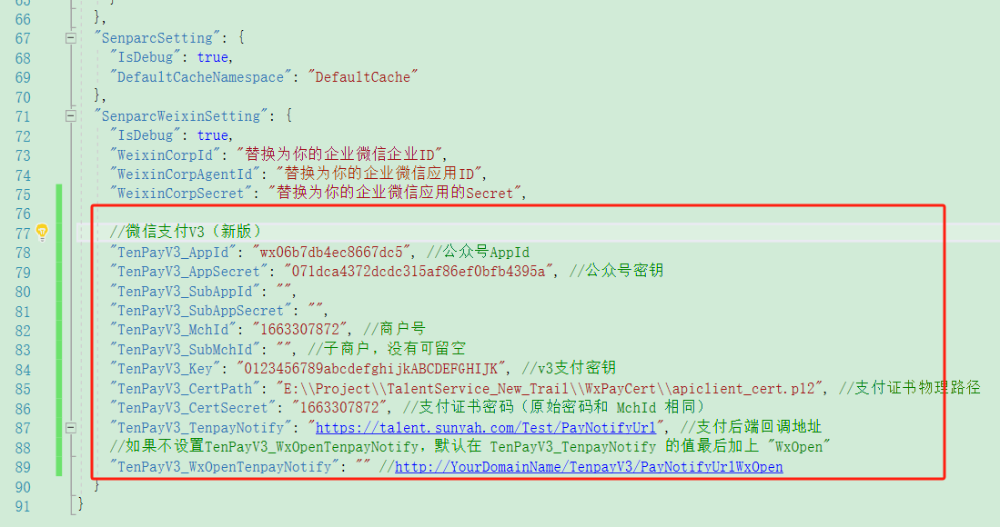 65 }
66 },
67 "SenparcSetting": {
68 "IsDebug": true,
69 "DefaultCacheNamespace": "DefaultCache"
70 },
71 "SenparcWeixinSetting": {
72 "IsDebug": true,
73 "WeixinCorpId": "替换为你的企业微信企业ID",
74 "WeixinCorpAgentId": "替换为你的企业微信应用ID",
75 "WeixinCorpSecret": "替换为你的企业微信应用的Secret",
76
77 //微信支付V3（新版）
78 "TenPayV3_AppId": "wx06b7db4ec8667dc5", //公众号AppId
79 "TenPayV3_AppSecret": "071dca4372dcdc315af86ef0bfb4395a", //公众号密钥
80 "TenPayV3_SubAppId": "",
81 "TenPayV3_SubAppSecret": "",
82 "TenPayV3_MchId": "1663307872", //商户号
83 "TenPayV3_SubMchId": "", //子商户，没有可留空
84 "TenPayV3_Key": "0123456789abcdefghijkABCDEFGHIJK", //v3支付密钥
85 "TenPayV3_CertPath": "E:\\Project\\TalentService_New_Trail\\WxPayCert\\apiclient_cert.p12", //支付证书物理路径
86 "TenPayV3_CertSecret": "1663307872", //支付证书密码（原始密码和 MchId 相同）
87 "TenPayV3_TenpayNotify": "https://talent.sunyah.com/Test/PayNotifyUrl", //支付后端回调地址
88 //如果不设置TenPayV3_WxOpenTenpayNotify，默认在 TenPayV3_TenpayNotify 的值最后加上 "WxOpen"
89 "TenPayV3_WxOpenTenpayNotify": "" //http://YourDomainName/TenpayV3/PayNotifyUrlWxOpen
90 }
91 }